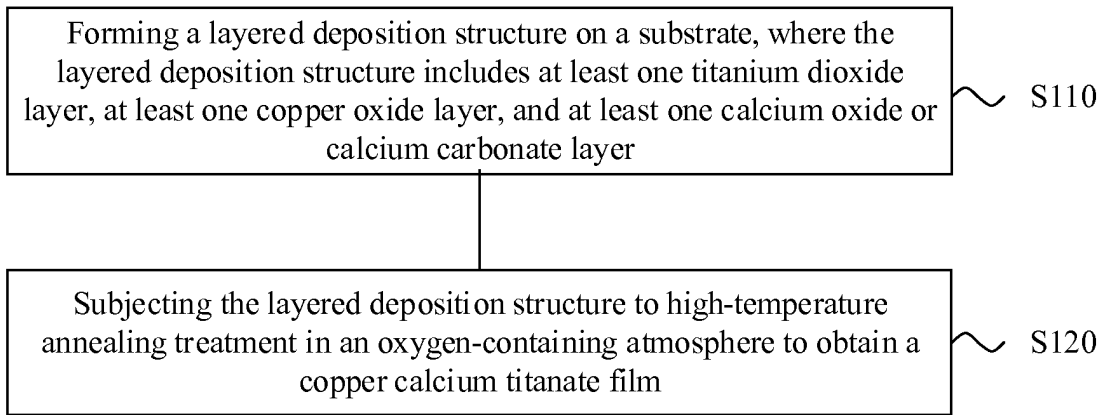 Forming a layered deposition structure on a substrate, where the
layered deposition structure includes at least one titanium dioxide
layer, at least one copper oxide layer, and at least one calcium oxide or
calcium carbonate layer
S110
Subjecting the layered deposition structure to high-temperature
annealing treatment in an oxygen-containing atmosphere to obtain a
copper calcium titanate film
S120